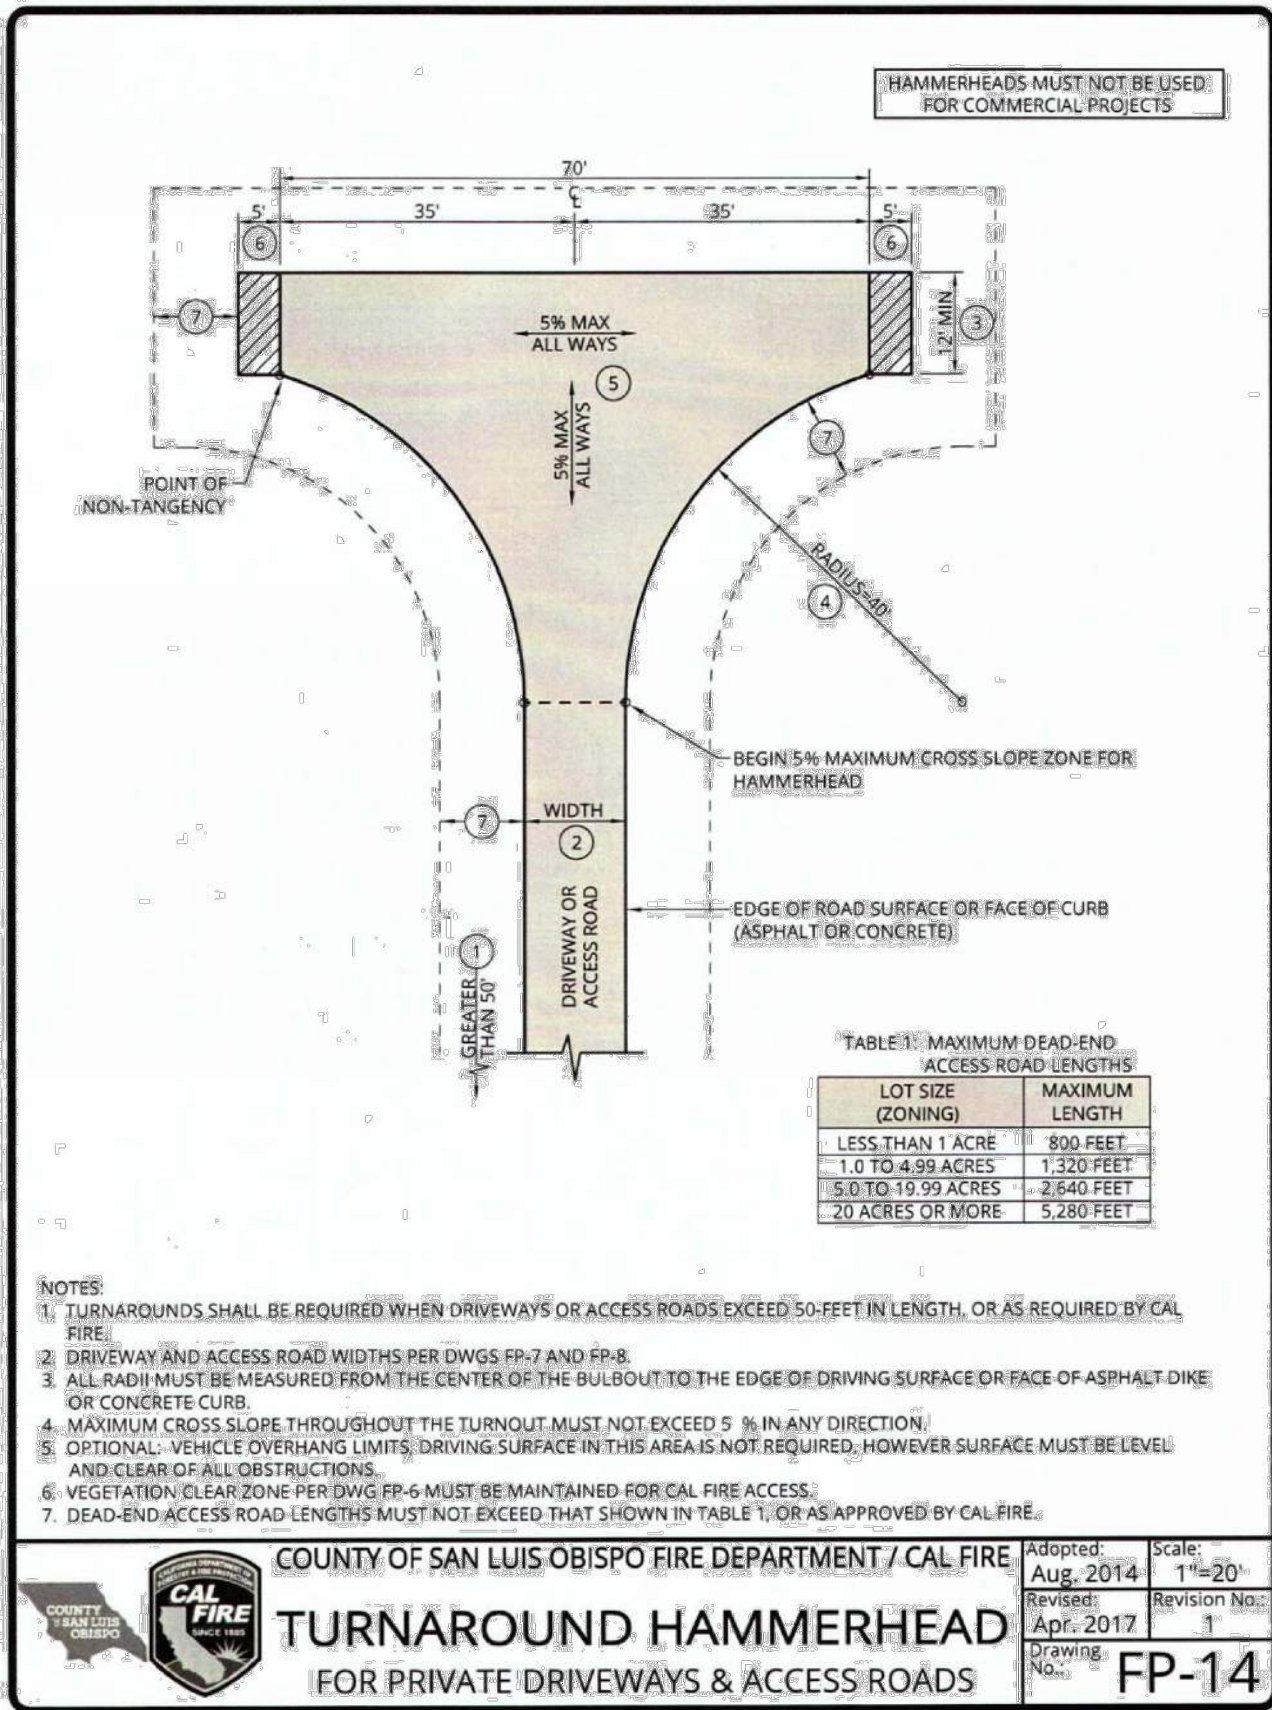 HAMMERHEADS MUST NOT BE USED
FOR COMMERCIAL PROJECTS
70'
℄
5'
35'
35'
5'
6
6
7
5% MAX
ALL WAYS
12' MIN
3
5
5% MAX
ALL WAYS
7
POINT OF
NON-TANGENCY
RADIUS=40'
4
BEGIN 5% MAXIMUM CROSS SLOPE ZONE FOR
HAMMERHEAD
7
WIDTH
2
DRIVEWAY OR
ACCESS ROAD
EDGE OF ROAD SURFACE OR FACE OF CURB
(ASPHALT OR CONCRETE)
1
GREATER
THAN 50'
TABLE 1: MAXIMUM DEAD-END
ACCESS ROAD LENGTHS
LOT SIZE
(ZONING)
MAXIMUM
LENGTH
LESS THAN 1 ACRE 800 FEET
1.0 TO 4.99 ACRES 1,320 FEET
5.0 TO 19.99 ACRES 2,640 FEET
20 ACRES OR MORE 5,280 FEET
NOTES:
1. TURNAROUNDS SHALL BE REQUIRED WHEN DRIVEWAYS OR ACCESS ROADS EXCEED 50-FEET IN LENGTH, OR AS REQUIRED BY CAL
FIRE.
2. DRIVEWAY AND ACCESS ROAD WIDTHS PER DWGS FP-7 AND FP-8.
3. ALL RADII MUST BE MEASURED FROM THE CENTER OF THE BULBOUT TO THE EDGE OF DRIVING SURFACE OR FACE OF ASPHALT DIKE
OR CONCRETE CURB.
4. MAXIMUM CROSS SLOPE THROUGHOUT THE TURNOUT MUST NOT EXCEED 5 % IN ANY DIRECTION.
5. OPTIONAL: VEHICLE OVERHANG LIMITS, DRIVING SURFACE IN THIS AREA IS NOT REQUIRED, HOWEVER SURFACE MUST BE LEVEL
AND CLEAR OF ALL OBSTRUCTIONS.
6. VEGETATION CLEAR ZONE PER DWG FP-6 MUST BE MAINTAINED FOR CAL FIRE ACCESS.
7. DEAD-END ACCESS ROAD LENGTHS MUST NOT EXCEED THAT SHOWN IN TABLE 1, OR AS APPROVED BY CAL FIRE.
COUNTY
SAN LUIS
OBISPO
CAL
FIRE
SINCE 1885
COUNTY OF SAN LUIS OBISPO FIRE DEPARTMENT / CAL FIRE
TURNAROUND HAMMERHEAD
FOR PRIVATE DRIVEWAYS & ACCESS ROADS
Adopted:
Aug. 2014
Scale:
1"=20'
Revised:
Apr. 2017
Revision No.:
1
Drawing
No.:
FP-14